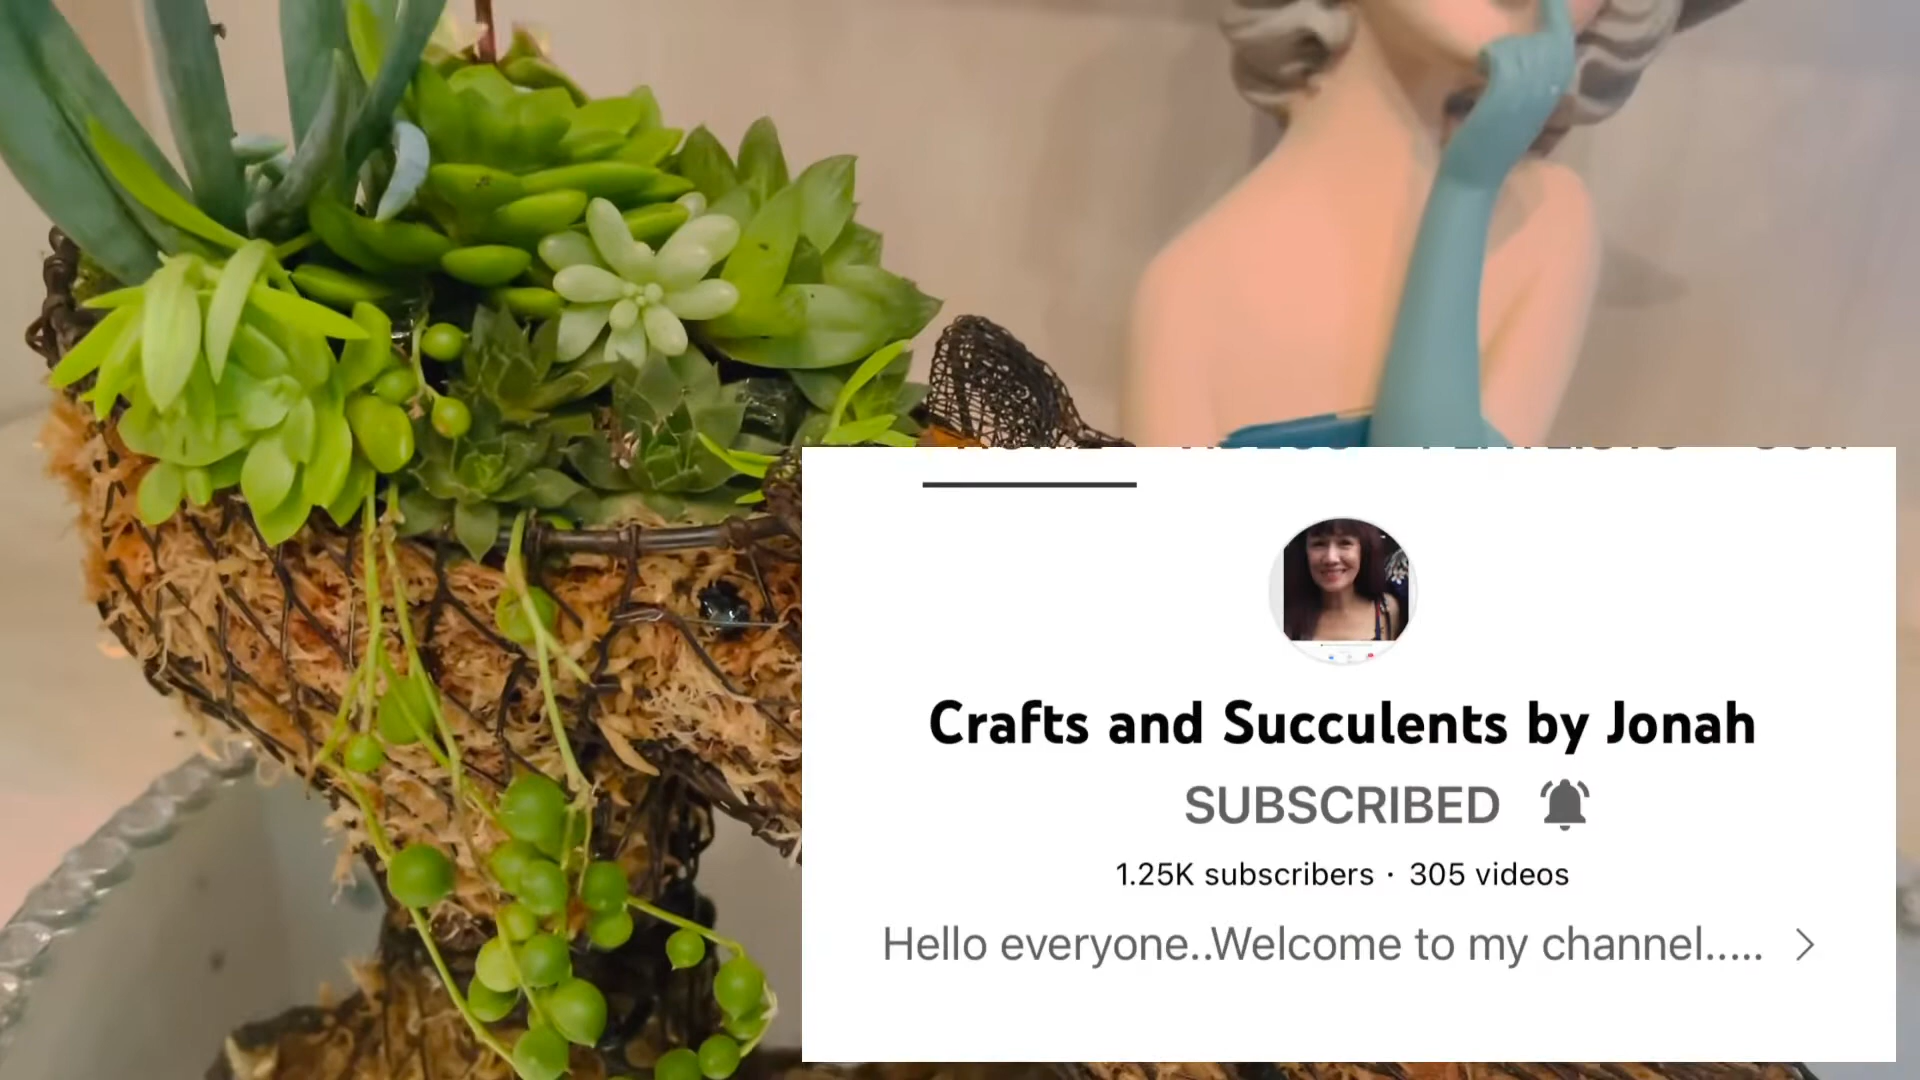 Crafts and Succulents by Jonah
SUBSCRIBED
1.25K subscribers · 305 videos
Hello everyone..Welcome to my channel.....